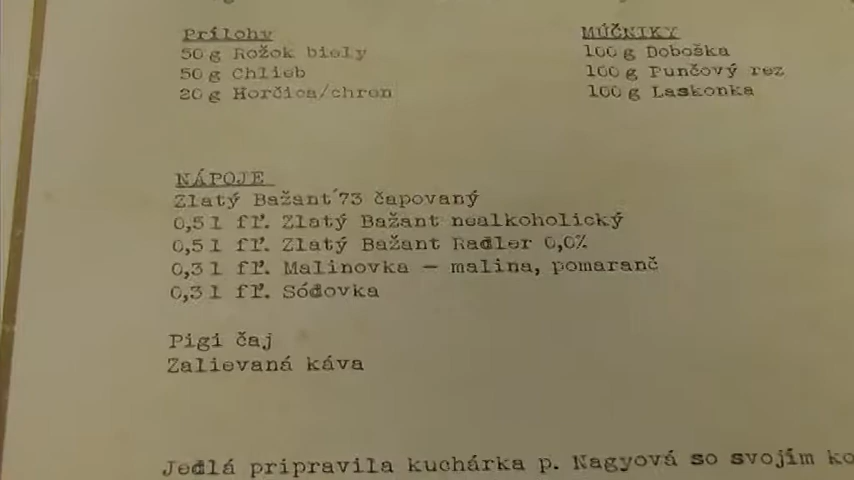 Prílohy
50 g Rožok biely
50 g Chlieb
20 g Horčica/chren
MÚČNIKY
100 g Doboška
100 g Punčový rez
100 g Laskonka
NÁPOJE
Zlatý Bažant´73 čapovaný
0,5 l fľ. Zlatý Bažant nealkoholický
0,5 l fľ. Zlatý Bažant Radler 0,0%
0,3 l fľ. Malinovka – malina, pomaranč
0,3 l fľ. Sódovka
Pigi čaj
Zalievaná káva
Jedlá pripravila kuchárka p. Nagyová so svojím